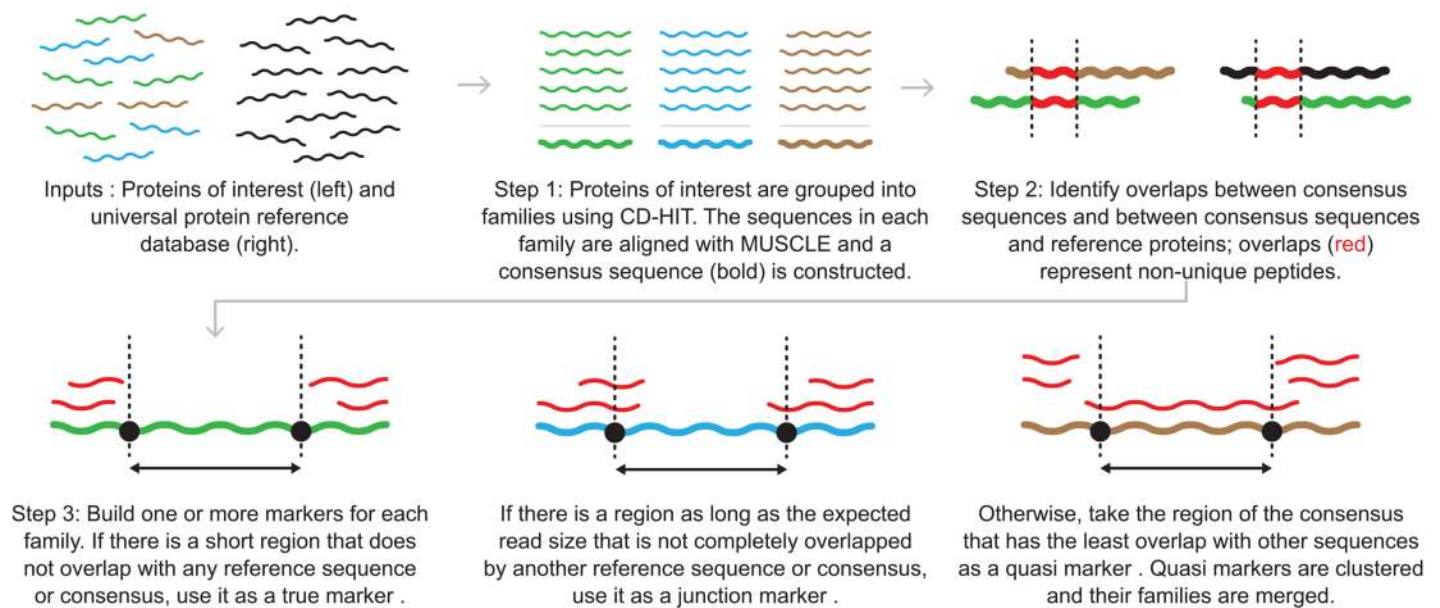 Inputs : Proteins of interest (left) and
universal protein reference
database (right).
Step 1: Proteins of interest are grouped into
families using CD-HIT. The sequences in each
family are aligned with MUSCLE and a
consensus sequence (bold) is constructed.
Step 2: Identify overlaps between consensus
sequences and between consensus sequences
and reference proteins; overlaps (red)
represent non-unique peptides.
Step 3: Build one or more markers for each
family. If there is a short region that does
not overlap with any reference sequence
or consensus, use it as a true marker .
If there is a region as long as the expected
read size that is not completely overlapped
by another reference sequence or consensus,
use it as a junction marker .
Otherwise, take the region of the consensus
that has the least overlap with other sequences
as a quasi marker . Quasi markers are clustered
and their families are merged.